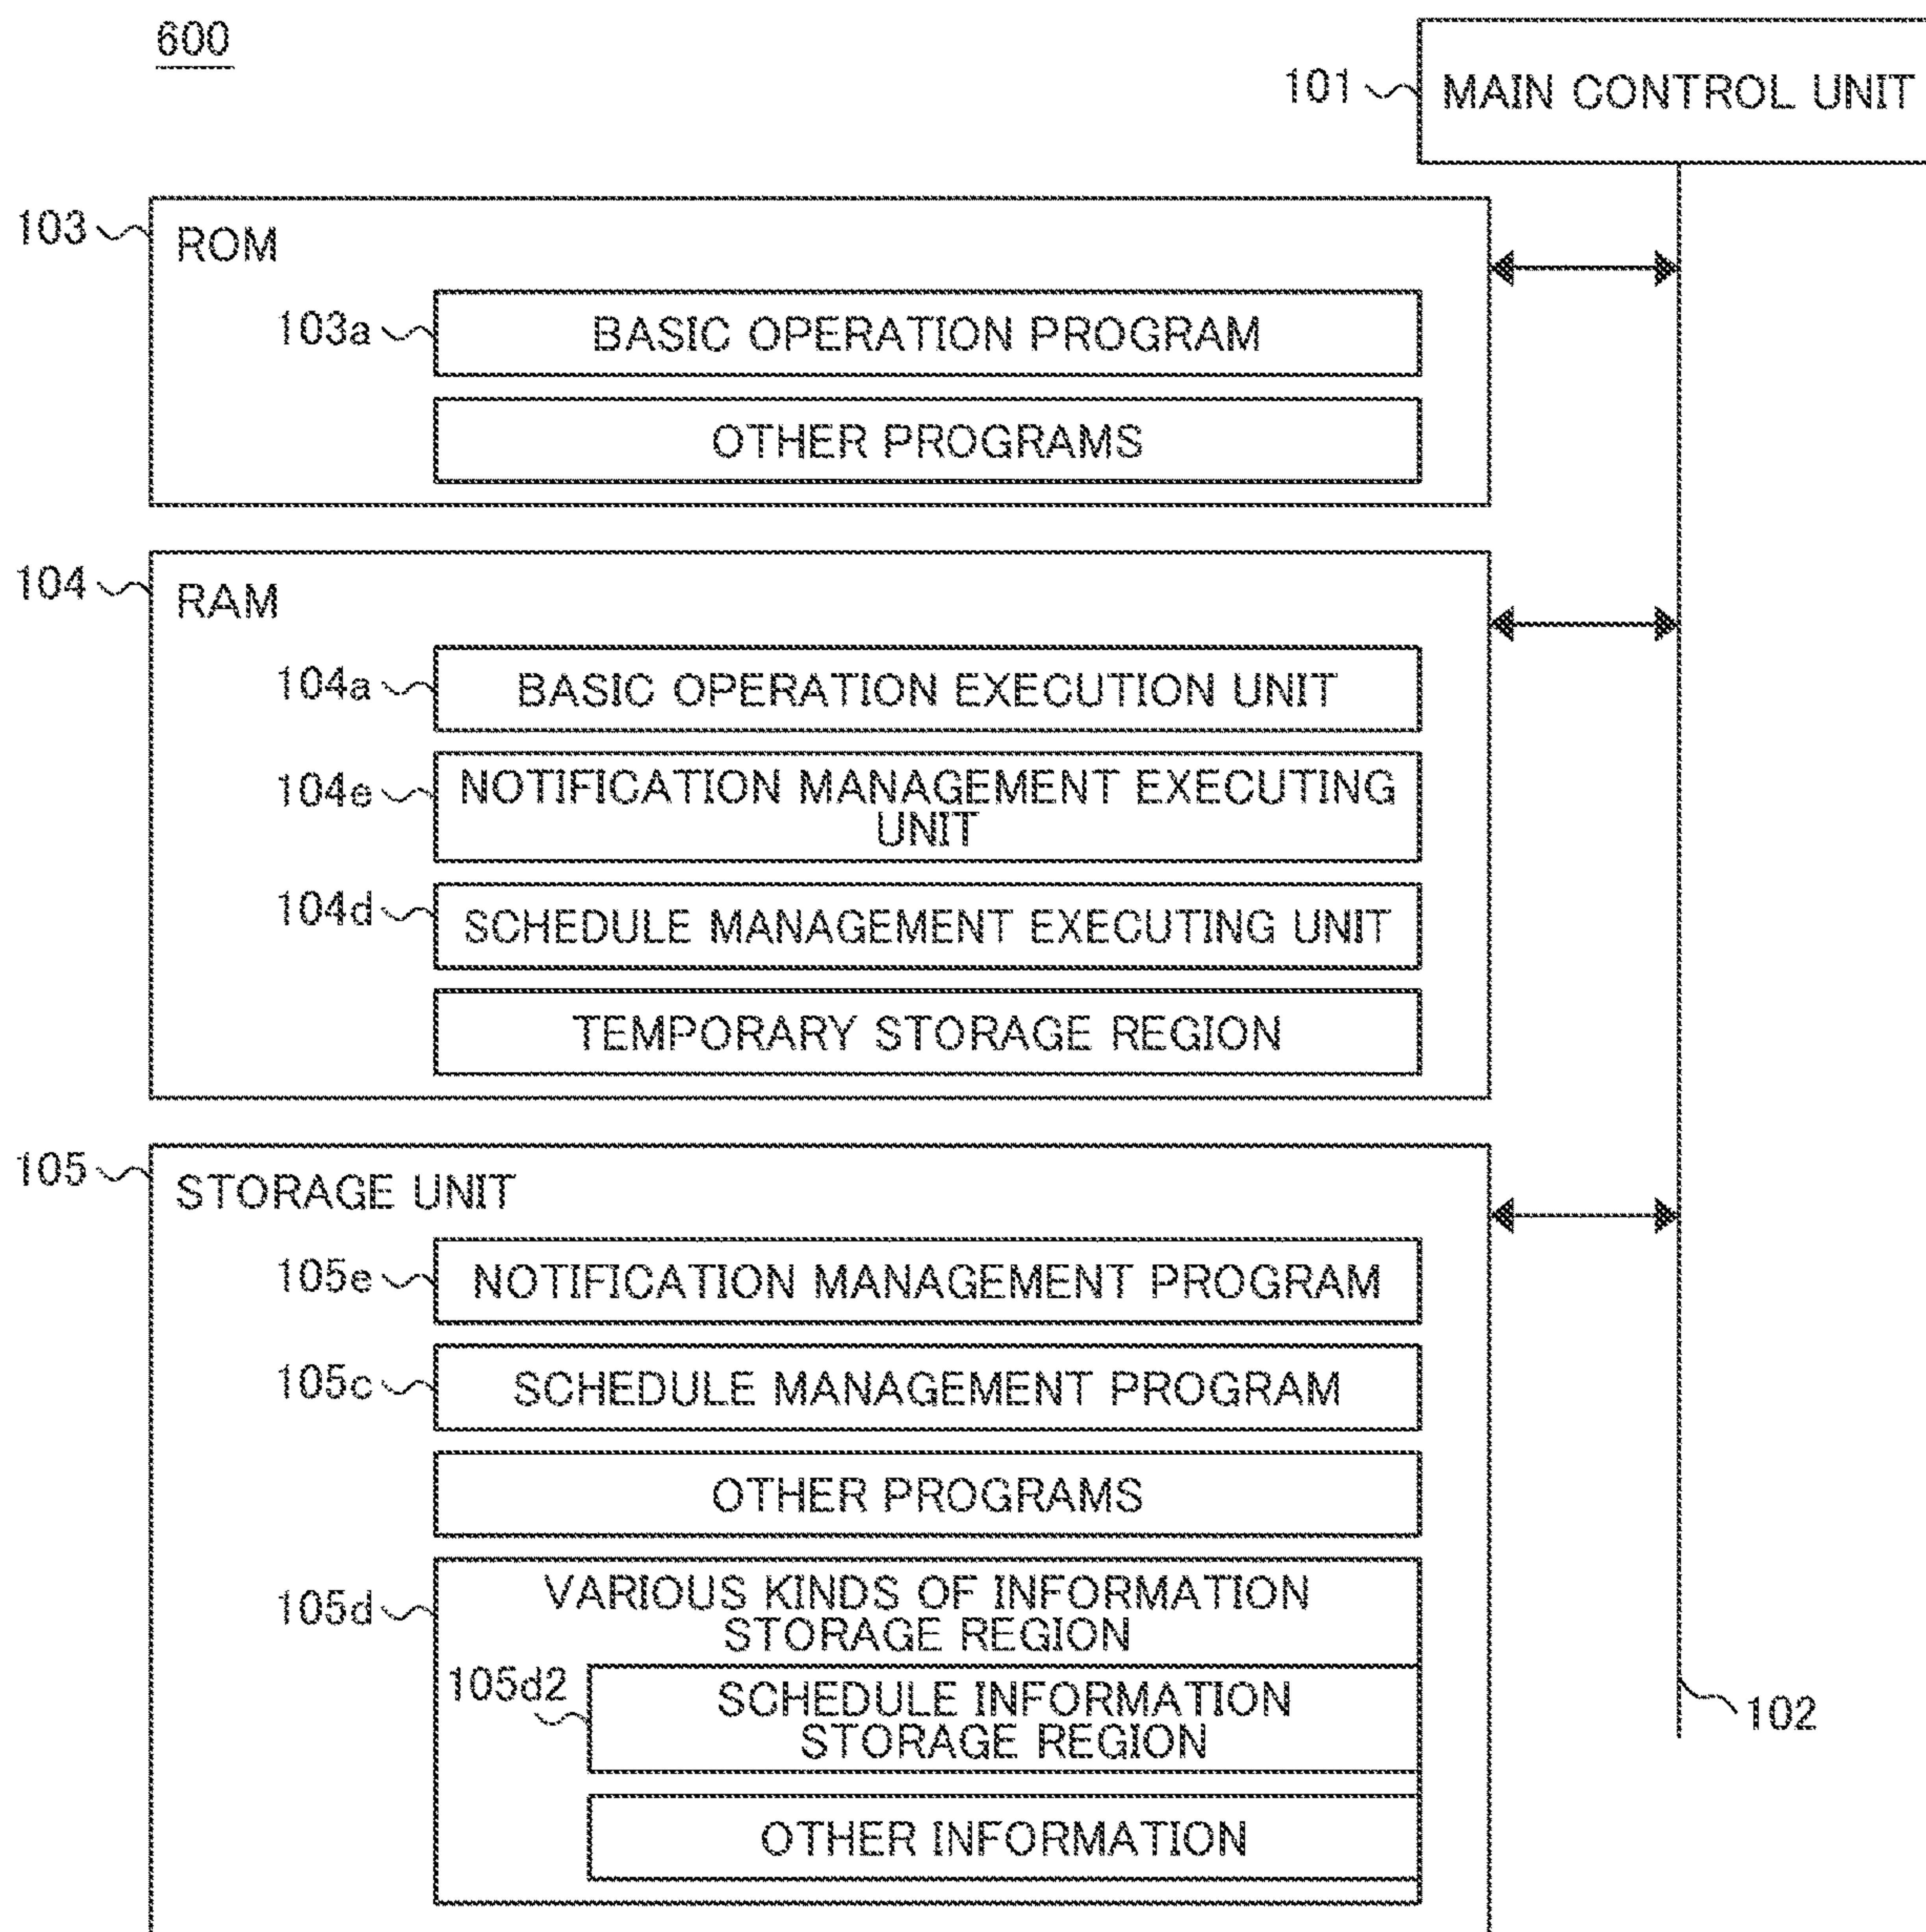 600
101
MAIN CONTROL UNIT
103
ROM
103a
BASIC OPERATION PROGRAM
OTHER PROGRAMS
104
RAM
104a
BASIC OPERATION EXECUTION UNIT
104e
NOTIFICATION MANAGEMENT EXECUTING
UNIT
104d
SCHEDULE MANAGEMENT EXECUTING UNIT
TEMPORARY STORAGE REGION
105
STORAGE UNIT
105e
NOTIFICATION MANAGEMENT PROGRAM
105c
SCHEDULE MANAGEMENT PROGRAM
OTHER PROGRAMS
105d
VARIOUS KINDS OF INFORMATION
STORAGE REGION
105d2
SCHEDULE INFORMATION
STORAGE REGION
102
OTHER INFORMATION